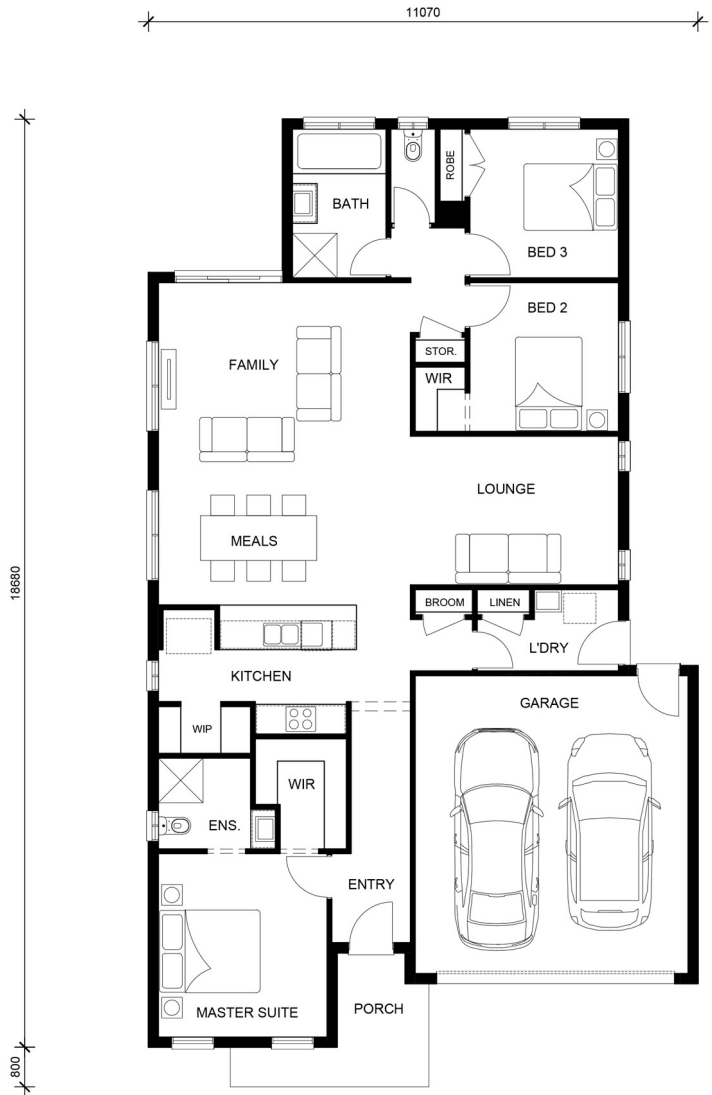 11070
BATH
ROBE
BED 3
BED 2
FAMILY
STOR.
WIR
LOUNGE
MEALS
18680
BROOM
LINEN
L'DRY
KITCHEN
GARAGE
WIP
WIR
ENS.
ENTRY
MASTER SUITE
PORCH
800